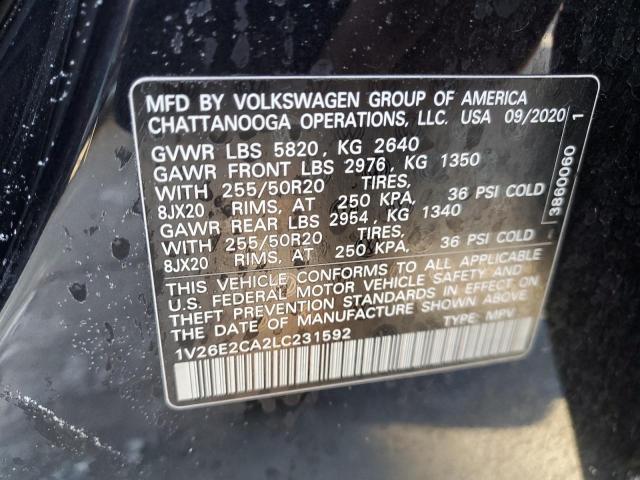 MFD BY VOLKSWAGEN GROUP OF AMERICA
CHATTANOOGA OPERATIONS, LLC. USA 09/2020
GVWR LBS 5820, KG 2640
GAWR FRONT LBS 2976, KG 1350
WITH 255/50R20 TIRES,
8JX20 RIMS, AT 250 KPA, 36 PSI COLD
GAWR REAR LBS 2954, KG 1340
WITH 255/50R20 TIRES,
8JX20 RIMS, AT 250 KPA, 36 PSI COLD
THIS VEHICLE CONFORMS TO ALL APPLICABLE
U.S. FEDERAL MOTOR VEHICLE SAFETY AND
THEFT PREVENTION STANDARDS IN EFFECT ON
THE DATE OF MANUFACTURE SHOWN ABOVE.
1V26E2CA2LC231592 TYPE: MPV
3860060 1